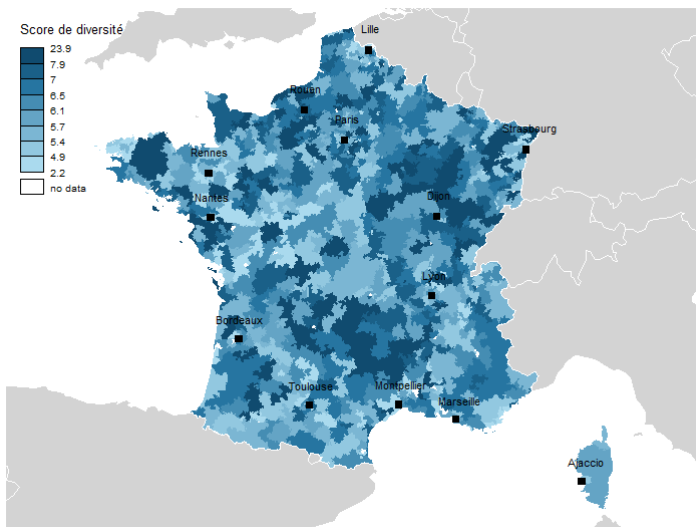 Score de diversité
23.9
7.9
7
6.5
6.1
5.7
5.4
4.9
2.2
no data
Lille
Rouen
Paris
Strasbourg
Rennes
Nantes
Dijon
Lyon
Bordeaux
Toulouse
Montpellier
Marseille
Ajaccio